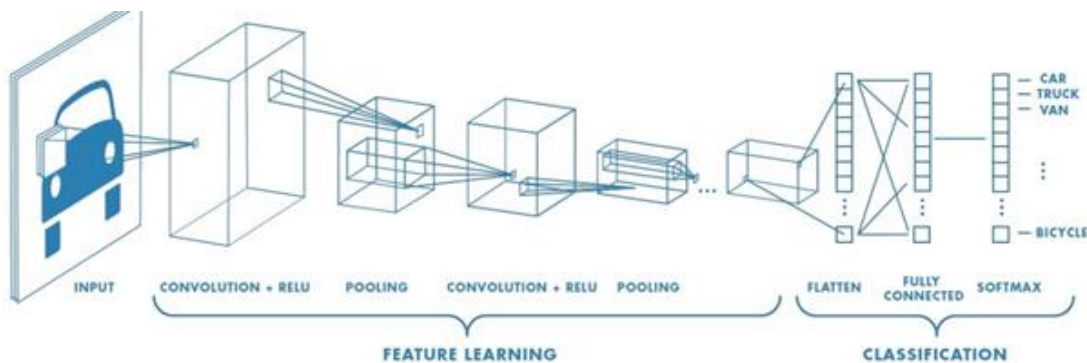 CAR
TRUCK
VAN
BICYCLE
INPUT
CONVOLUTION + RELU
POOLING
CONVOLUTION + RELU
POOLING
FLATTEN
FULLY
CONNECTED
SOFTMAX
FEATURE LEARNING
CLASSIFICATION